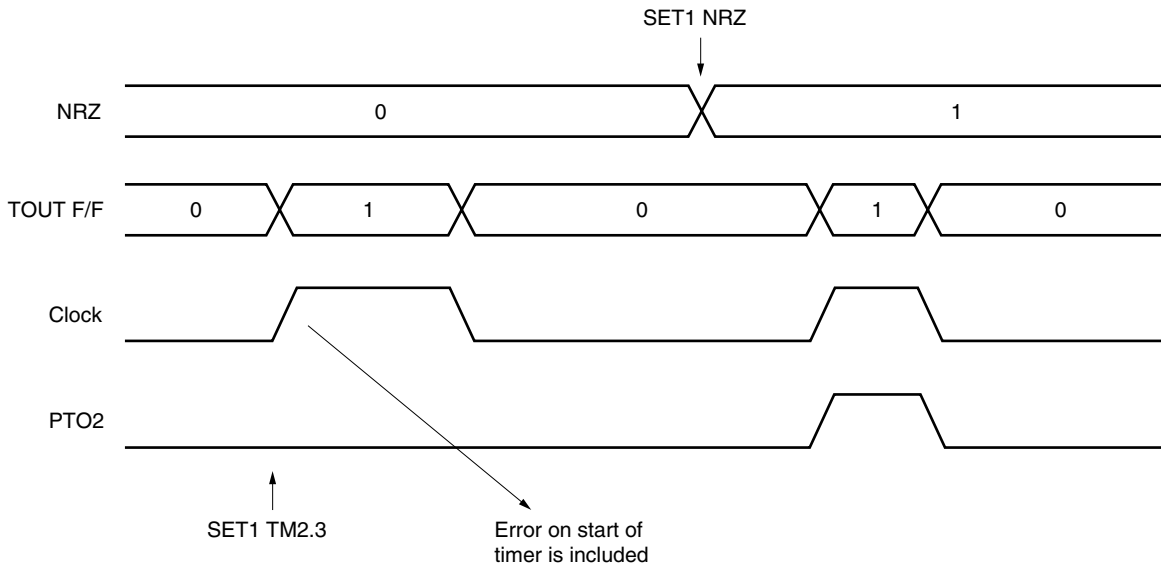 SET1 NRZ
NRZ
0
1
TOUT F/F
0
1
0
1
0
Clock
PTO2
SET1 TM2.3
Error on start of
timer is included